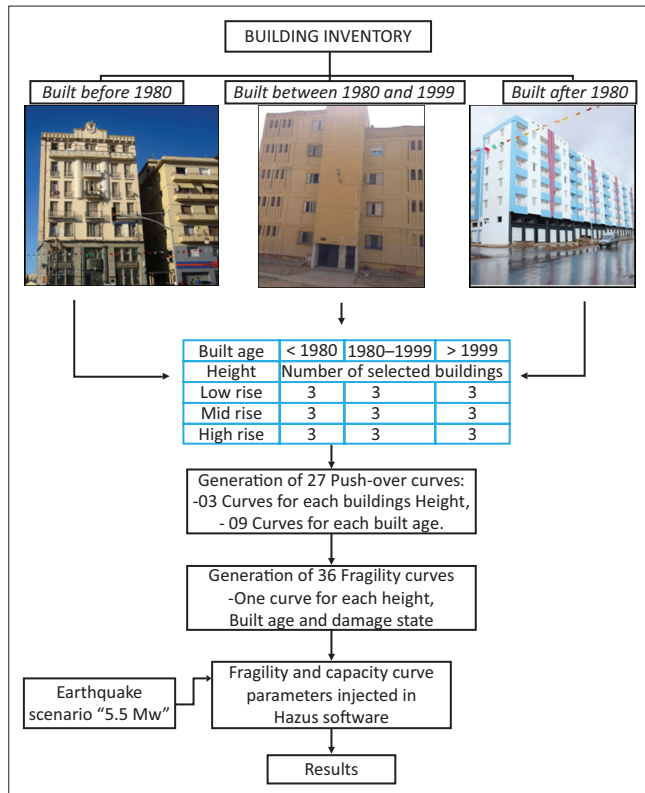 BUILDING INVENTORY
Built before 1980
Built between 1980 and 1999
Built after 1980
Built age < 1980 1980–1999 > 1999
Height Number of selected buildings
Low rise 3 3 3
Mid rise 3 3 3
High rise 3 3 3
Generation of 27 Push-over curves:
-03 Curves for each buildings Height,
- 09 Curves for each built age.
Generation of 36 Fragility curves
-One curve for each height,
Built age and damage state
Earthquake
scenario “5.5 Mw”
Fragility and capacity curve
parameters injected in
Hazus software
Results